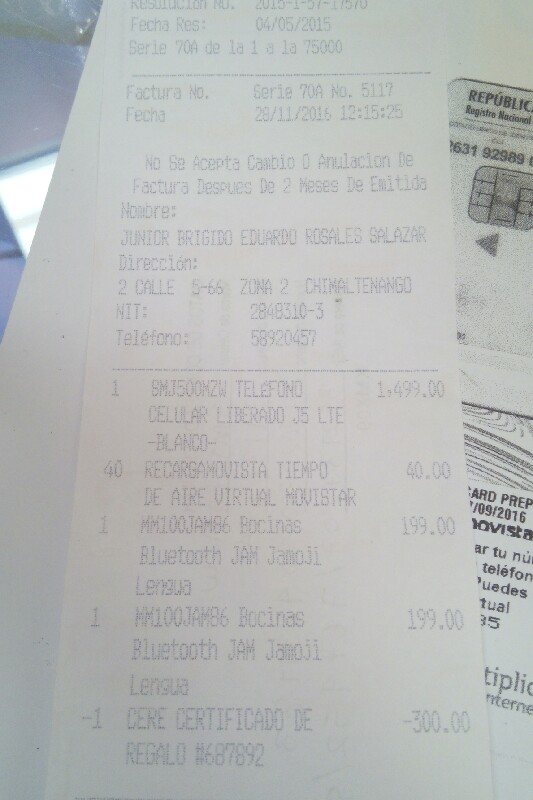 Resolucion No. 2015-1-57-17570
Fecha Res: 04/05/2015
Serie 70A de la 1 a la 75000
Factura No. Serie 70A No. 5117
Fecha 28/11/2016 12:15:25
No Se Acepta Cambio O Anulacion De
Factura Despues De 2 Meses De Emitida
Nombre:
JUNIOR BRIGIDO EDUARDO ROSALES SALAZAR
Dirección:
2 CALLE 5-66 ZONA 2 CHIMALTENANGO
NIT: 2848310-3
Teléfono: 58920457
1 SMJ500MZW TELéFONO 1,499.00
CELULAR LIBERADO J5 LTE
-BLANCO-
40 RECARGAMOVISTA TIEMPO 40.00
DE AIRE VIRTUAL MOVISTAR
1 MM100JAM86 Bocinas 199.00
Bluetooth JAM Jamoji
Lengua
1 MM100JAM86 Bocinas 199.00
Bluetooth JAM Jamoji
Lengua
-1 CERE CERTIFICADO DE -300.00
REGALO #687892
REPÚBLIC
Registro Nacional
2631 92989
CARD PREP
/09/2016
movista
ar tu nú
teléfon
Puedes
tual
35
tiplic
nterne